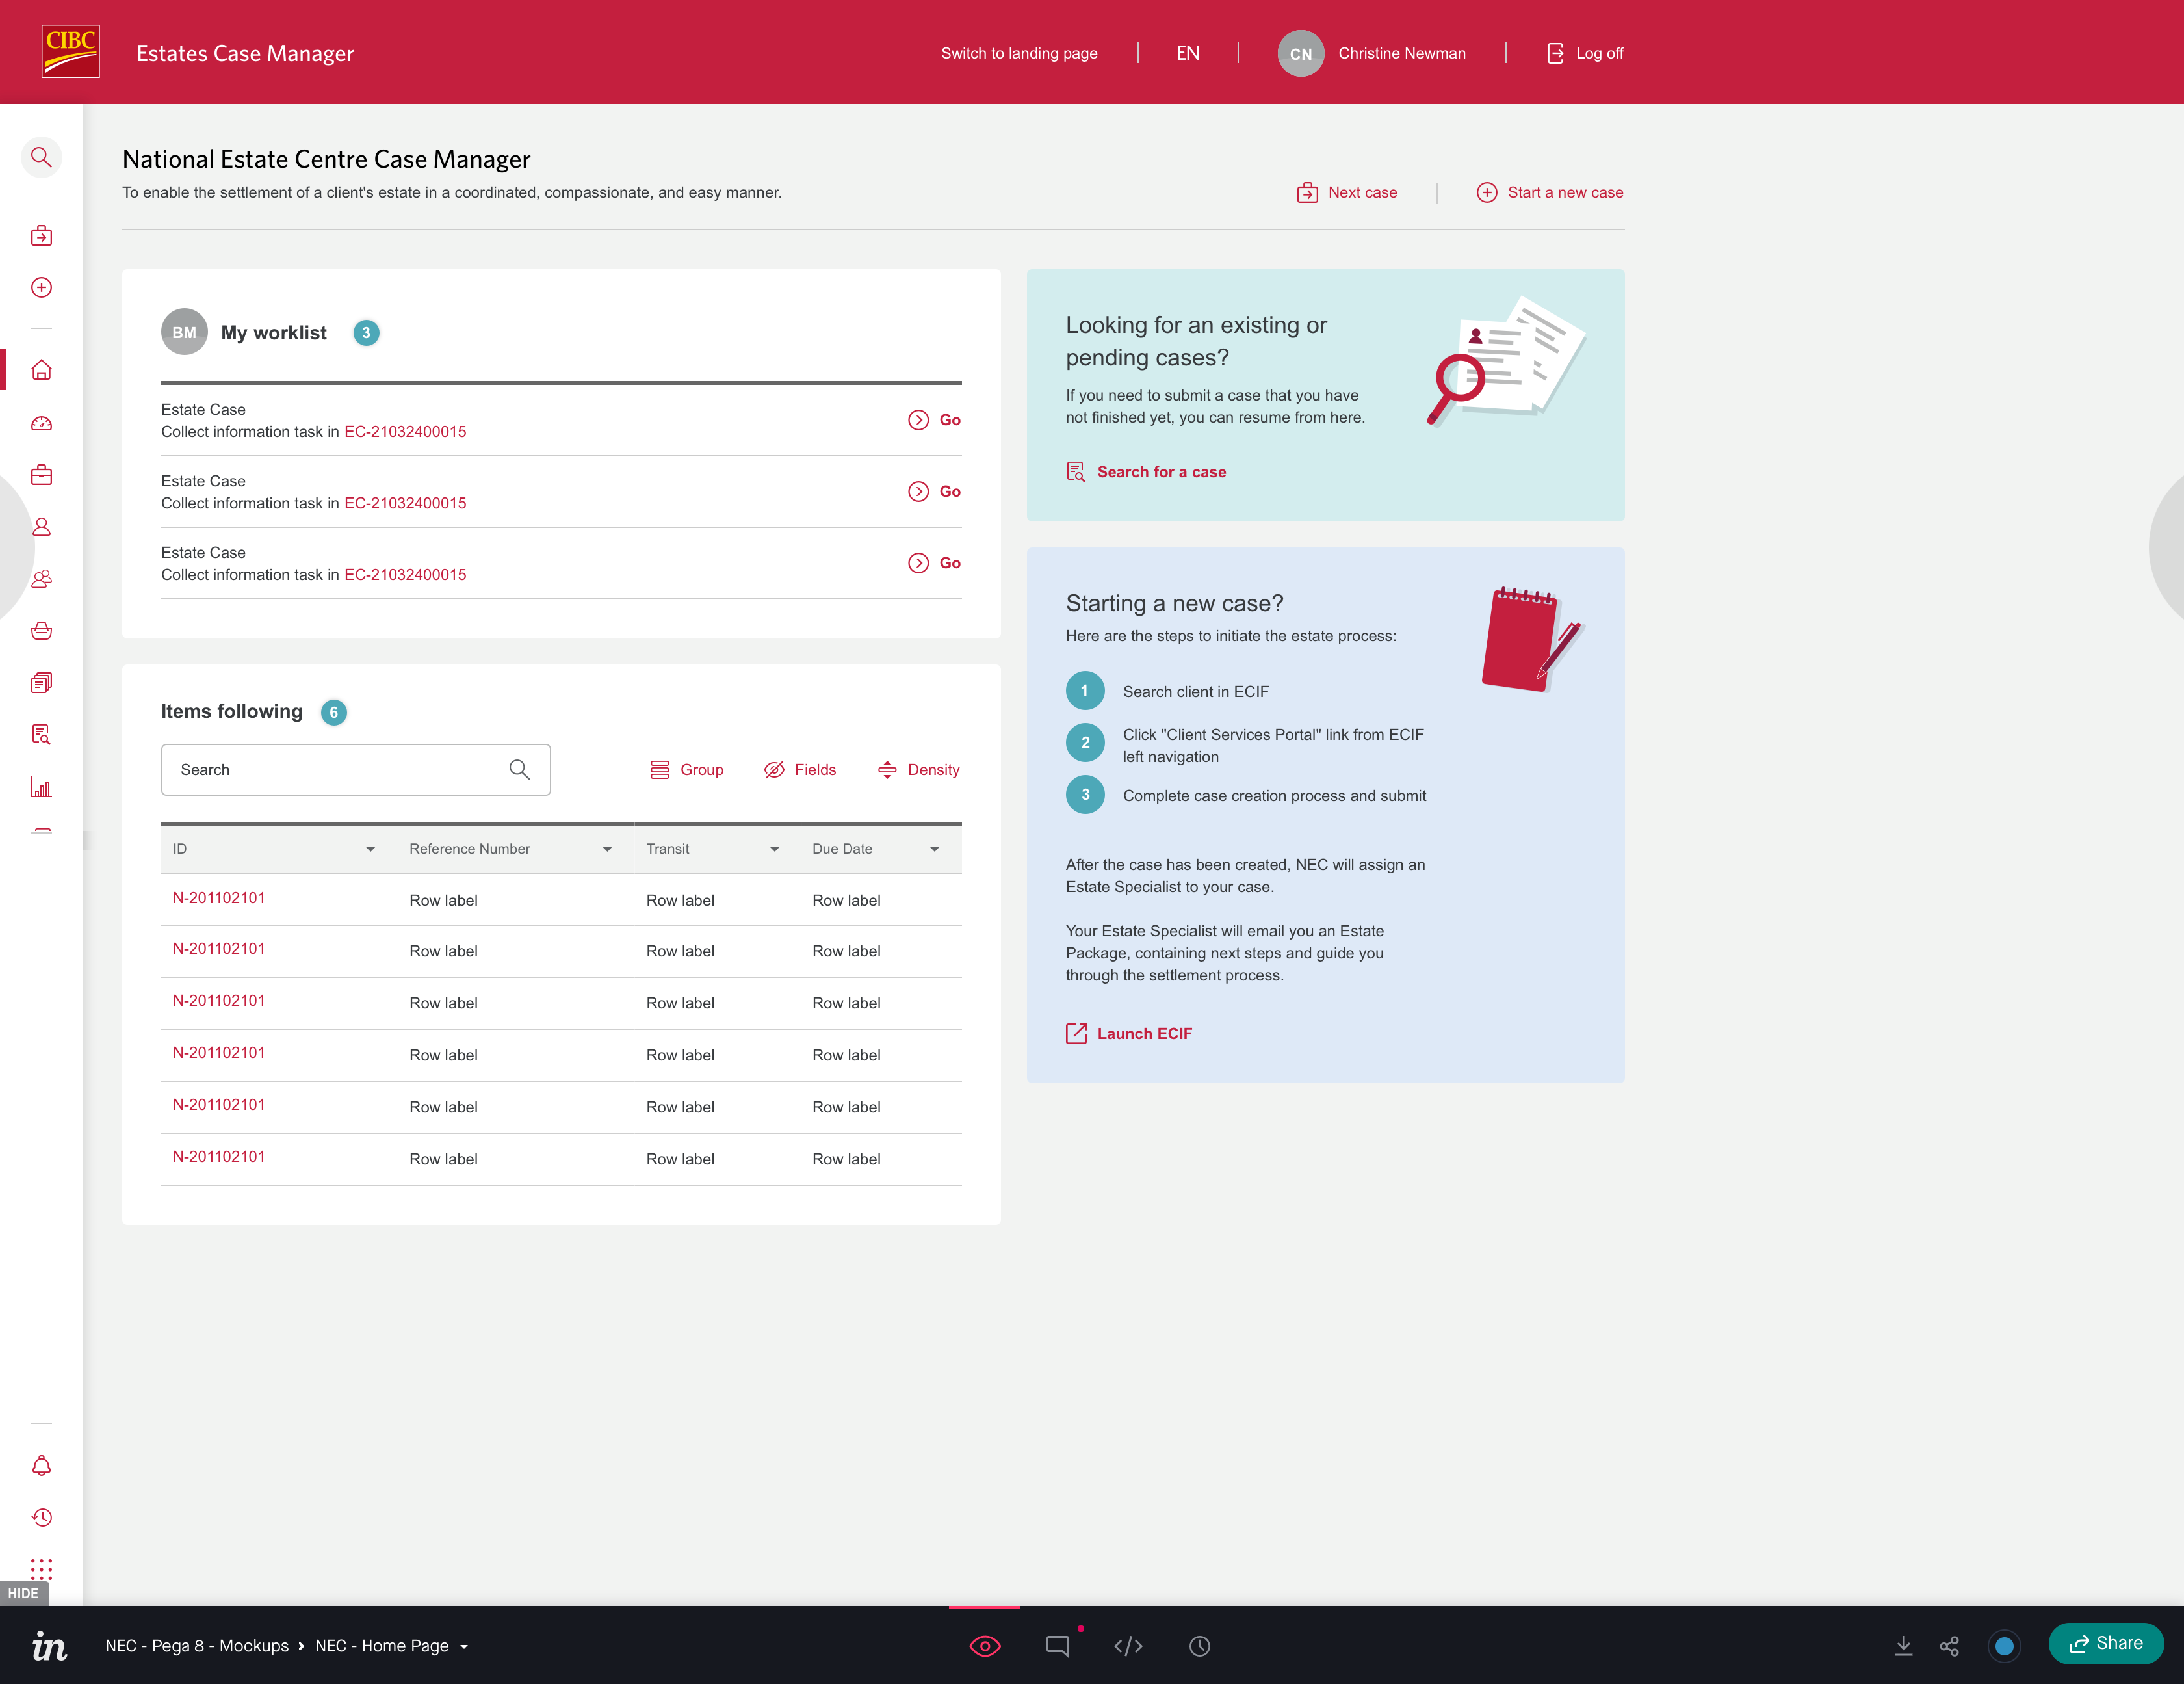 CIBC
Estates Case Manager
Switch to landing page
EN
CN
Christine Newman
Log off
National Estate Centre Case Manager
To enable the settlement of a client's estate in a coordinated, compassionate, and easy manner.
Next case
Start a new case
BM
My worklist
3
Estate Case
Collect information task in EC-21032400015
Go
Estate Case
Collect information task in EC-21032400015
Go
Estate Case
Collect information task in EC-21032400015
Go
Items following
6
Search
Group
Fields
Density
ID Reference Number Transit Due Date
N-201102101 Row label Row label Row label
N-201102101 Row label Row label Row label
N-201102101 Row label Row label Row label
N-201102101 Row label Row label Row label
N-201102101 Row label Row label Row label
N-201102101 Row label Row label Row label
Looking for an existing or
pending cases?
If you need to submit a case that you have
not finished yet, you can resume from here.
Search for a case
Starting a new case?
Here are the steps to initiate the estate process:
1 Search client in ECIF
2 Click "Client Services Portal" link from ECIF
left navigation
3 Complete case creation process and submit
After the case has been created, NEC will assign an
Estate Specialist to your case.
Your Estate Specialist will email you an Estate
Package, containing next steps and guide you
through the settlement process.
Launch ECIF
HIDE
in
NEC - Pega 8 - Mockups › NEC - Home Page
Share